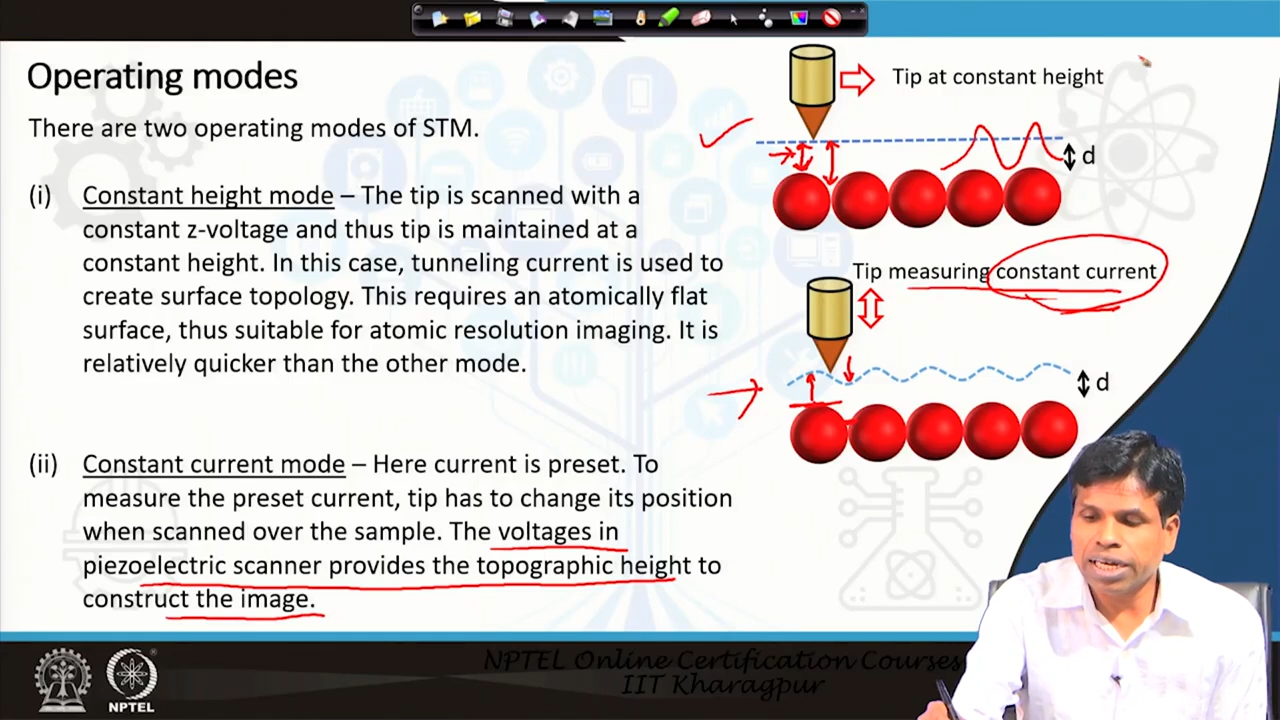 Operating modes
There are two operating modes of STM.
(i) Constant height mode – The tip is scanned with a
constant z-voltage and thus tip is maintained at a
constant height. In this case, tunneling current is used to
create surface topology. This requires an atomically flat
surface, thus suitable for atomic resolution imaging. It is
relatively quicker than the other mode.
(ii) Constant current mode – Here current is preset. To
measure the preset current, tip has to change its position
when scanned over the sample. The voltages in
piezoelectric scanner provides the topographic height to
construct the image.
Tip at constant height
d
Tip measuring constant current
d
NPTEL
NPTEL Online Certification Courses
IIT Kharagpur